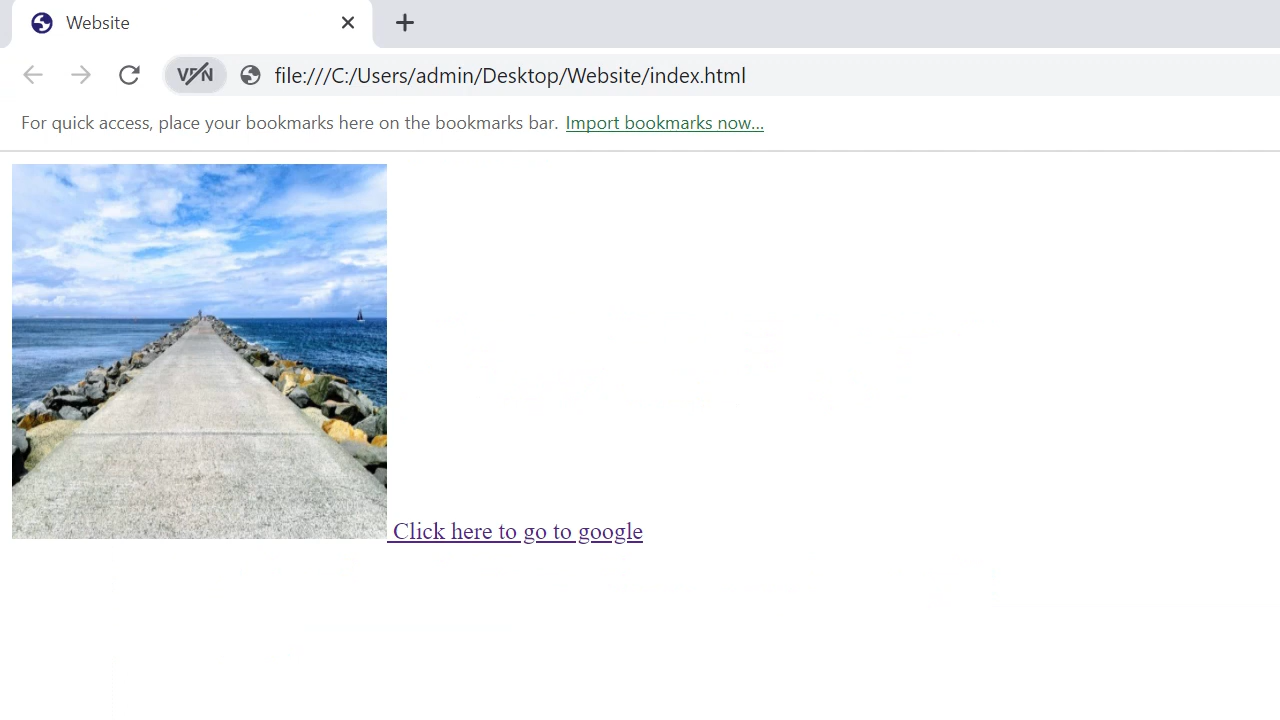 Website
VPN
file:///C:/Users/admin/Desktop/Website/index.html
For quick access, place your bookmarks here on the bookmarks bar. Import bookmarks now...
Click here to go to google